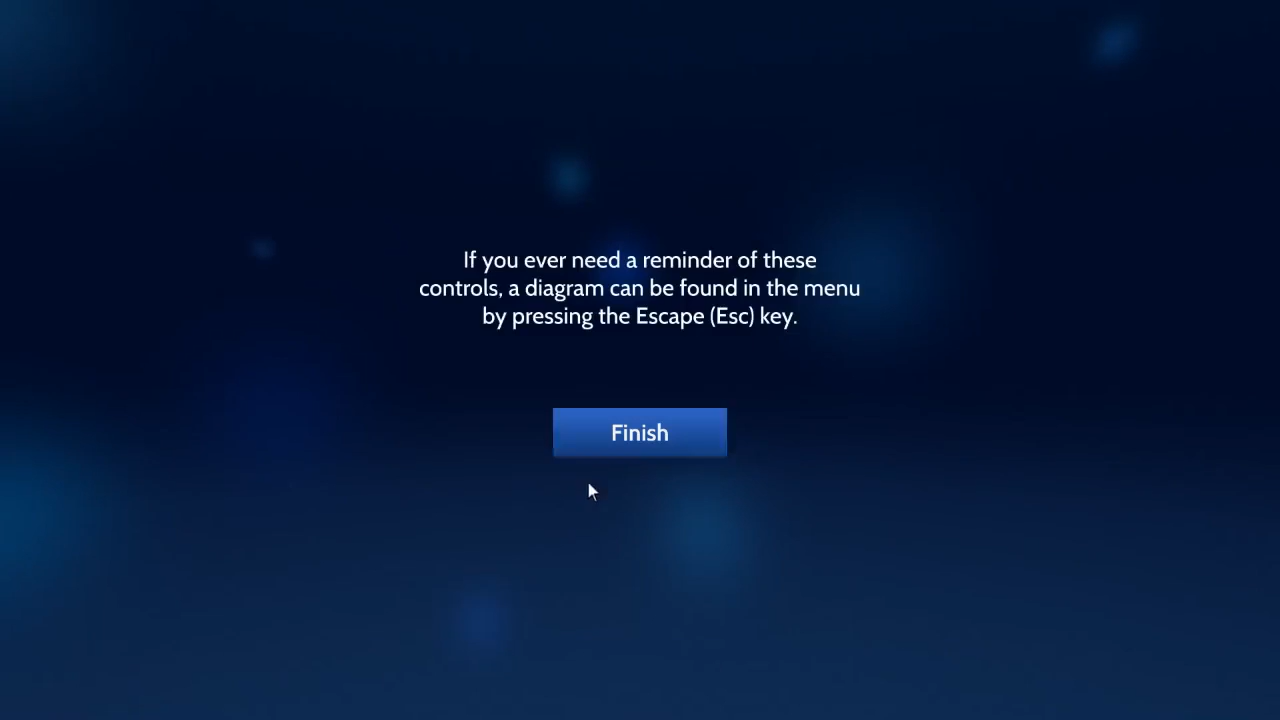 If you ever need a reminder of these
controls, a diagram can be found in the menu
by pressing the Escape (Esc) key.
Finish